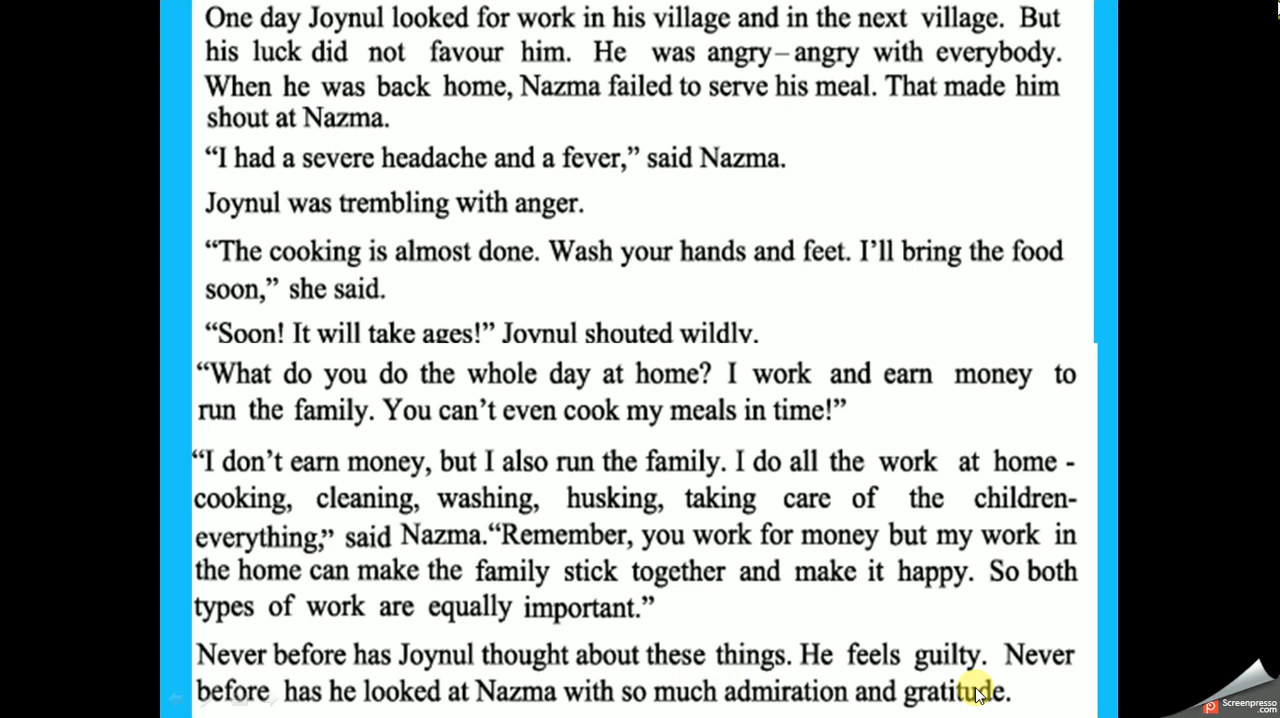 One day Joynul looked for work in his village and in the next village. But
his luck did not favour him. He was angry – angry with everybody.
When he was back home, Nazma failed to serve his meal. That made him
shout at Nazma.
“I had a severe headache and a fever,” said Nazma.
Joynul was trembling with anger.
“The cooking is almost done. Wash your hands and feet. I’ll bring the food
soon,” she said.
“Soon! It will take ages!” Joynul shouted wildly.
“What do you do the whole day at home? I work and earn money to
run the family. You can’t even cook my meals in time!”
“I don’t earn money, but I also run the family. I do all the work at home -
cooking, cleaning, washing, husking, taking care of the children-
everything,” said Nazma.“Remember, you work for money but my work in
the home can make the family stick together and make it happy. So both
types of work are equally important.”
Never before has Joynul thought about these things. He feels guilty. Never
before has he looked at Nazma with so much admiration and gratitude.
Screenpresso
.com